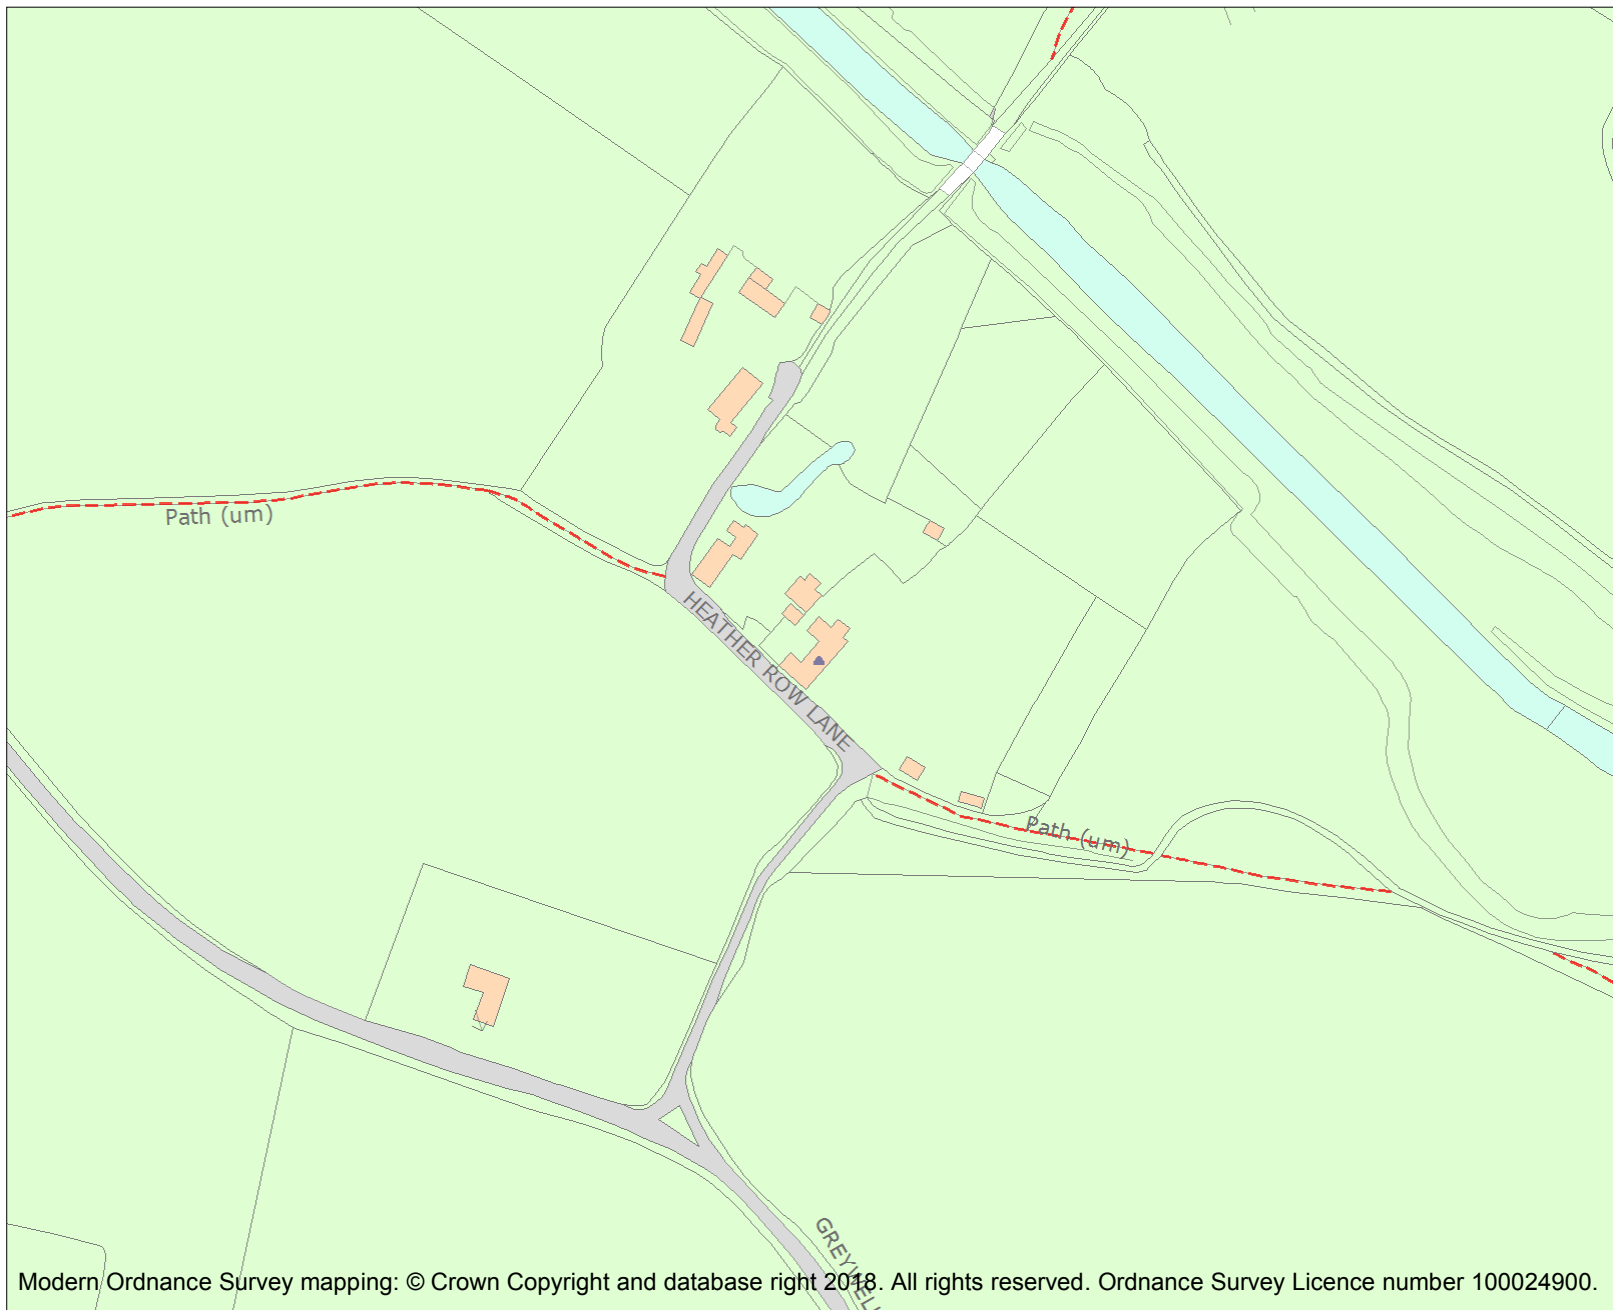 Path (um)
HEATHER ROW LANE
Path (um)
GREYWELL
Modern Ordnance Survey mapping: © Crown Copyright and database right 2018. All rights reserved. Ordnance Survey Licence number 100024900.